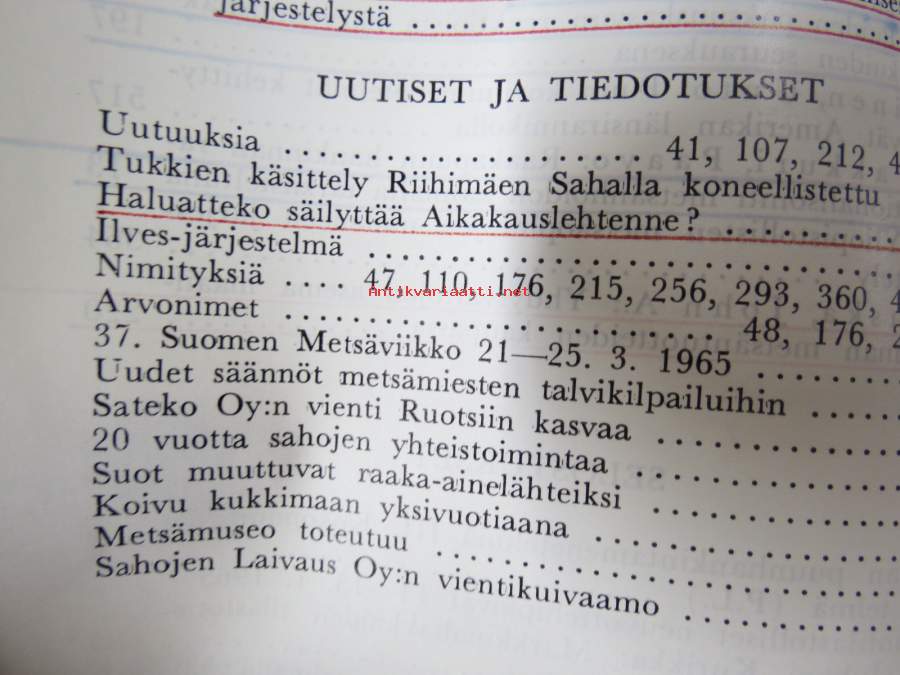 järjestelystä
UUTISET JA TIEDOTUKSET
Uutuuksia 41, 107, 212,
Tukkien käsittely Riihimäen Sahalla koneellistettu
Haluatteko säilyttää Aikakauslehtenne?
Ilves-järjestelmä
Nimityksiä 47, 110, 176, 215, 256, 293, 360,
Antikvariaatti.net
Arvonimet 48, 176,
37. Suomen Metsäviikko 21—25. 3. 1965
Uudet säännöt metsämiesten talvikilpailuihin
Sateko Oy:n vienti Ruotsiin kasvaa
20 vuotta sahojen yhteistoimintaa
Suot muuttuvat raaka-ainelähteiksi
Koivu kukkimaan yksivuotiaana
Metsämuseo toteutuu
Sahojen Laivaus Oy:n vientikuivaamo